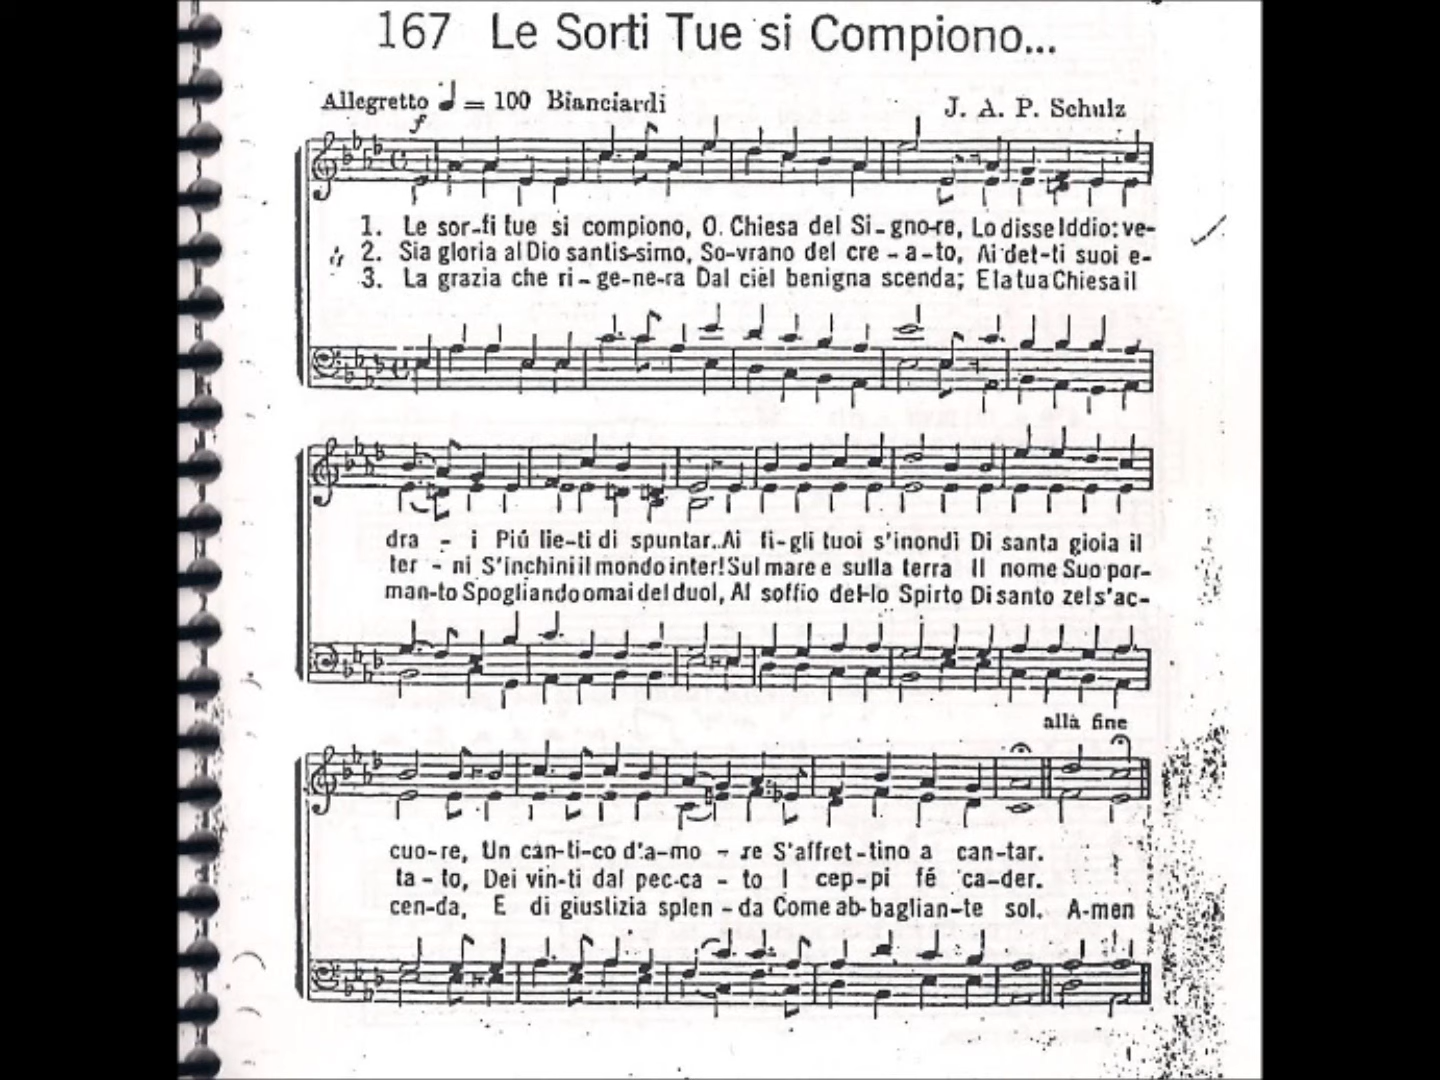 167 Le Sorti Tue si Compiono...
Allegretto ♩ = 100 Bianciardi
J. A. P. Schulz
f
1. Le sor-ti tue si compiono, O. Chiesa del Si-gno-re, Lo disse Iddio: ve-
2. Sia gloria al Dio santis-simo, So-vrano del cre-a-to, Ai det-ti suoi e-
3. La grazia che ri-ge-ne-ra Dal ciel benigna scenda; E la tua Chiesa il
dra - i Piú lie-ti di spuntar. Ai fi-gli tuoi s'inondi Di santa gioia il
ter - ni S'inchini il mondo inter! Sul mare e sulla terra Il nome Suo por-
man-to Spogliando omai del duol, Al soffio del-lo Spirto Di santo zel s'ac-
allà fine
cuo-re, Un can-ti-co d'a-mo - re S'affret-tino a can-tar.
ta-to, Dei vin-ti dal pec-ca - to I cep-pi fé ca-der.
cen-da, E di giustizia splen-da Come ab-baglian-te sol. A-men